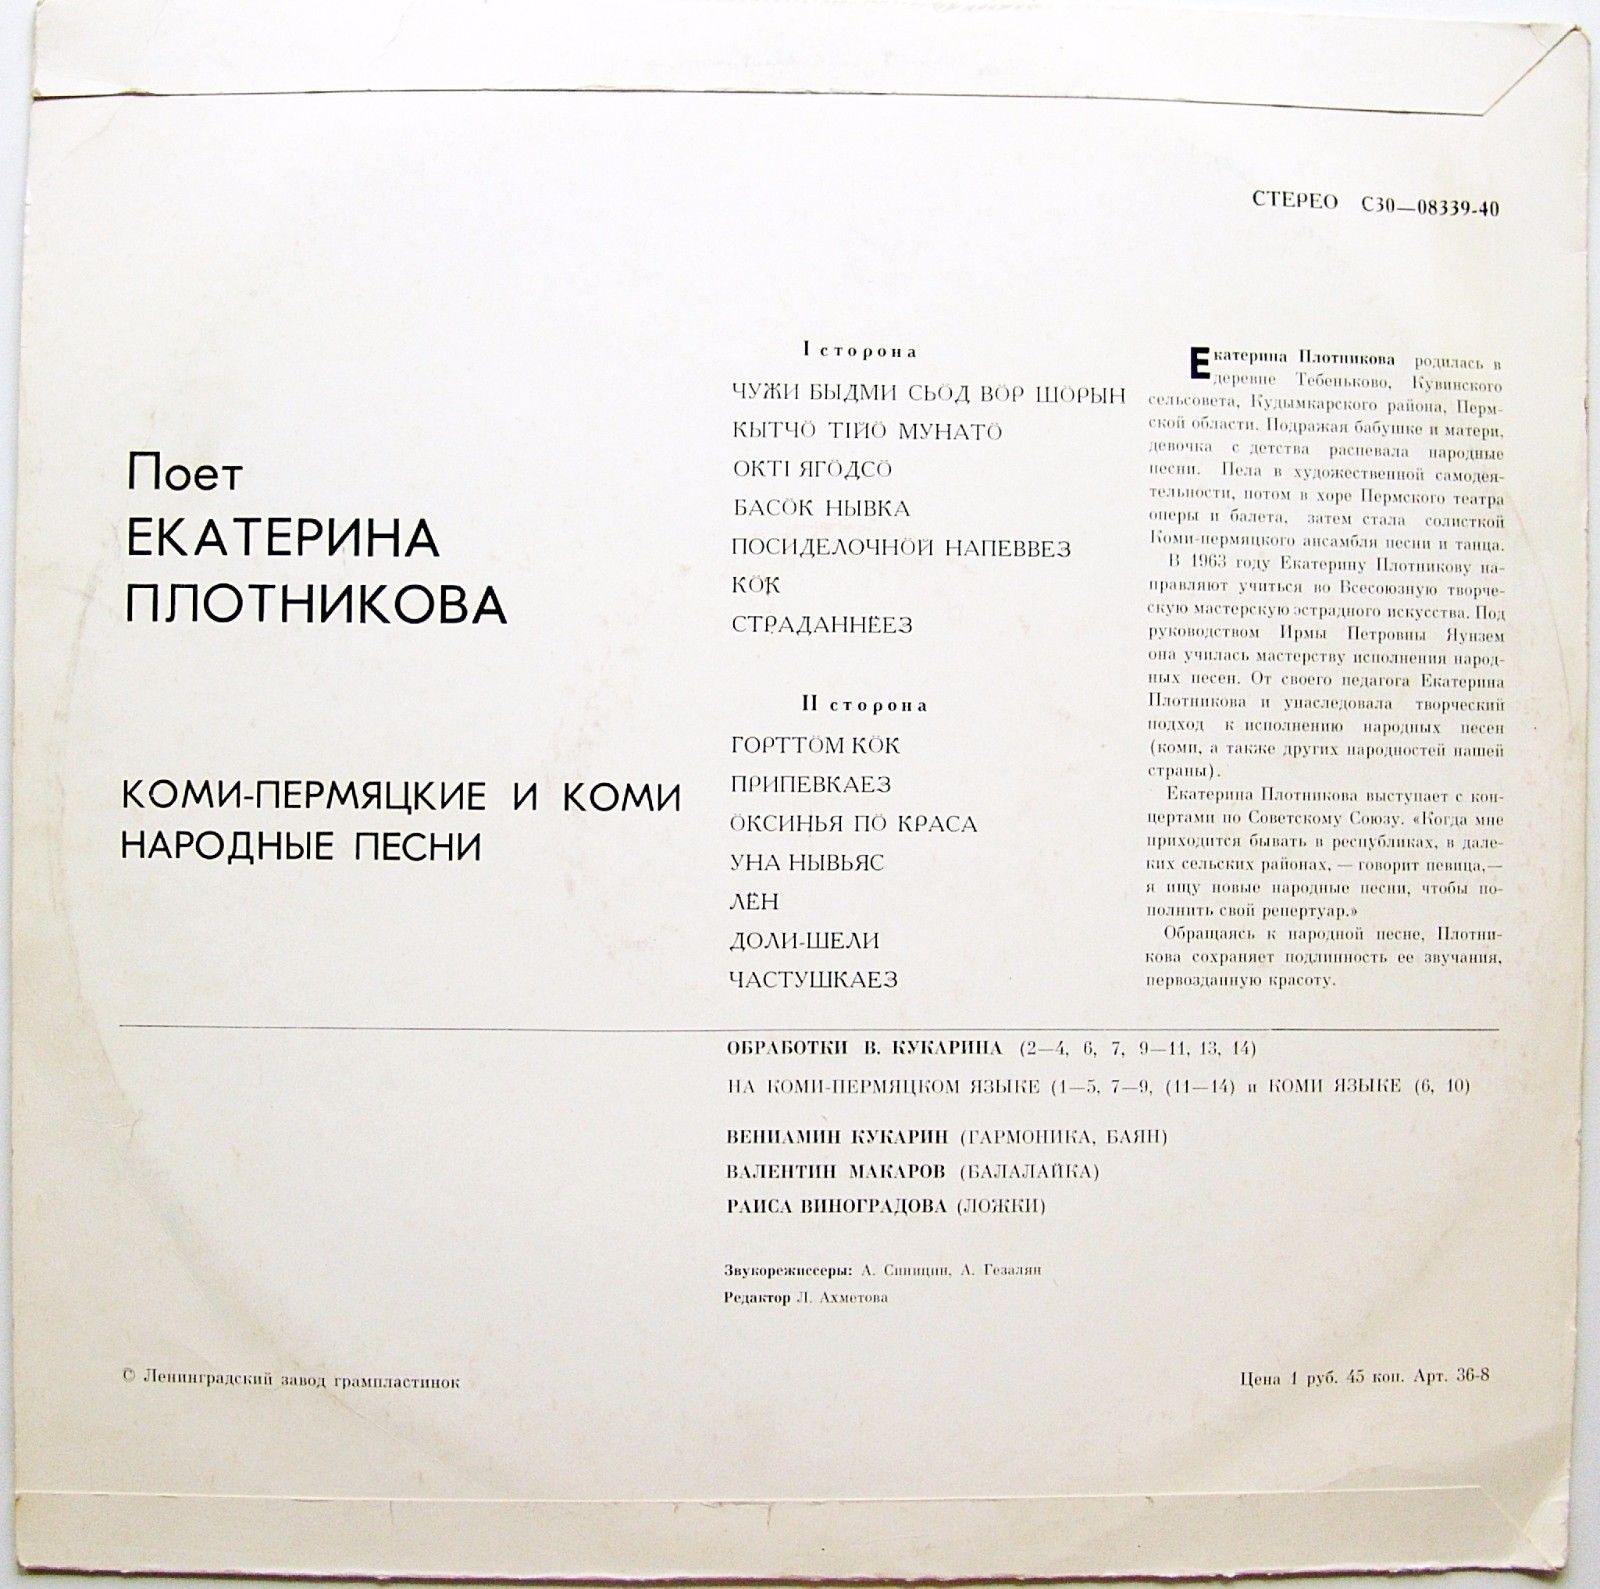 СТЕРЕО С30—08339-40
Поет
ЕКАТЕРИНА
ПЛОТНИКОВА
КОМИ-ПЕРМЯЦКИЕ И КОМИ
НАРОДНЫЕ ПЕСНИ
I сторона
ЧУЖИ БЫДМИ СЬӦД ВӦР ШӦРЫН
КЫТЧӦ ТІЙӦ МУНАТӦ
ОКТІ ЯГӦДСӦ
БАСӦК НЫВКА
ПОСИДЕЛОЧНӦЙ НАПЕВВЕЗ
КӦК
СТРАДАННЁЕЗ
II сторона
ГОРТТӦМ КӦК
ПРИПЕВКАЕЗ
ӦКСИНЬЯ ПӦ КРАСА
УНА НЫВЬЯС
ЛЁН
ДОЛИ-ШЕЛИ
ЧАСТУШКАЕЗ
Екатерина Плотникова родилась в
деревне Тебеньково, Кувинского
сельсовета, Кудымкарского района, Перм-
ской области. Подражая бабушке и матери,
девочка с детства распевала народные
песни. Пела в художественной самодея-
тельности, потом в хоре Пермского театра
оперы и балета, затем стала солисткой
Коми-пермяцкого ансамбля песни и танца.
В 1963 году Екатерину Плотникову на-
правляют учиться во Всесоюзную творче-
скую мастерскую эстрадного искусства. Под
руководством Ирмы Петровны Яунзем
она училась мастерству исполнения народ-
ных песен. От своего педагога Екатерина
Плотникова и унаследовала творческий
подход к исполнению народных песен
(коми, а также других народностей нашей
страны).
Екатерина Плотникова выступает с кон-
цертами по Советскому Союзу. «Когда мне
приходится бывать в республиках, в дале-
ких сельских районах, — говорит певица,—
я ищу новые народные песни, чтобы по-
полнить свой репертуар.»
Обращаясь к народной песне, Плотни-
кова сохраняет подлинность ее звучания,
первозданную красоту.
ОБРАБОТКИ В. КУКАРИНА (2—4, 6, 7, 9—11, 13, 14)
НА КОМИ-ПЕРМЯЦКОМ ЯЗЫКЕ (1—5, 7—9, (11—14) и КОМИ ЯЗЫКЕ (6, 10)
ВЕНИАМИН КУКАРИН (ГАРМОНИКА, БАЯН)
ВАЛЕНТИН МАКАРОВ (БАЛАЛАЙКА)
РАИСА ВИНОГРАДОВА (ЛОЖКИ)
Звукорежиссеры: А. Синицин, А. Гезалян
Редактор Л. Ахметова
© Ленинградский завод грампластинок
Цена 1 руб. 45 коп. Арт. 36-8